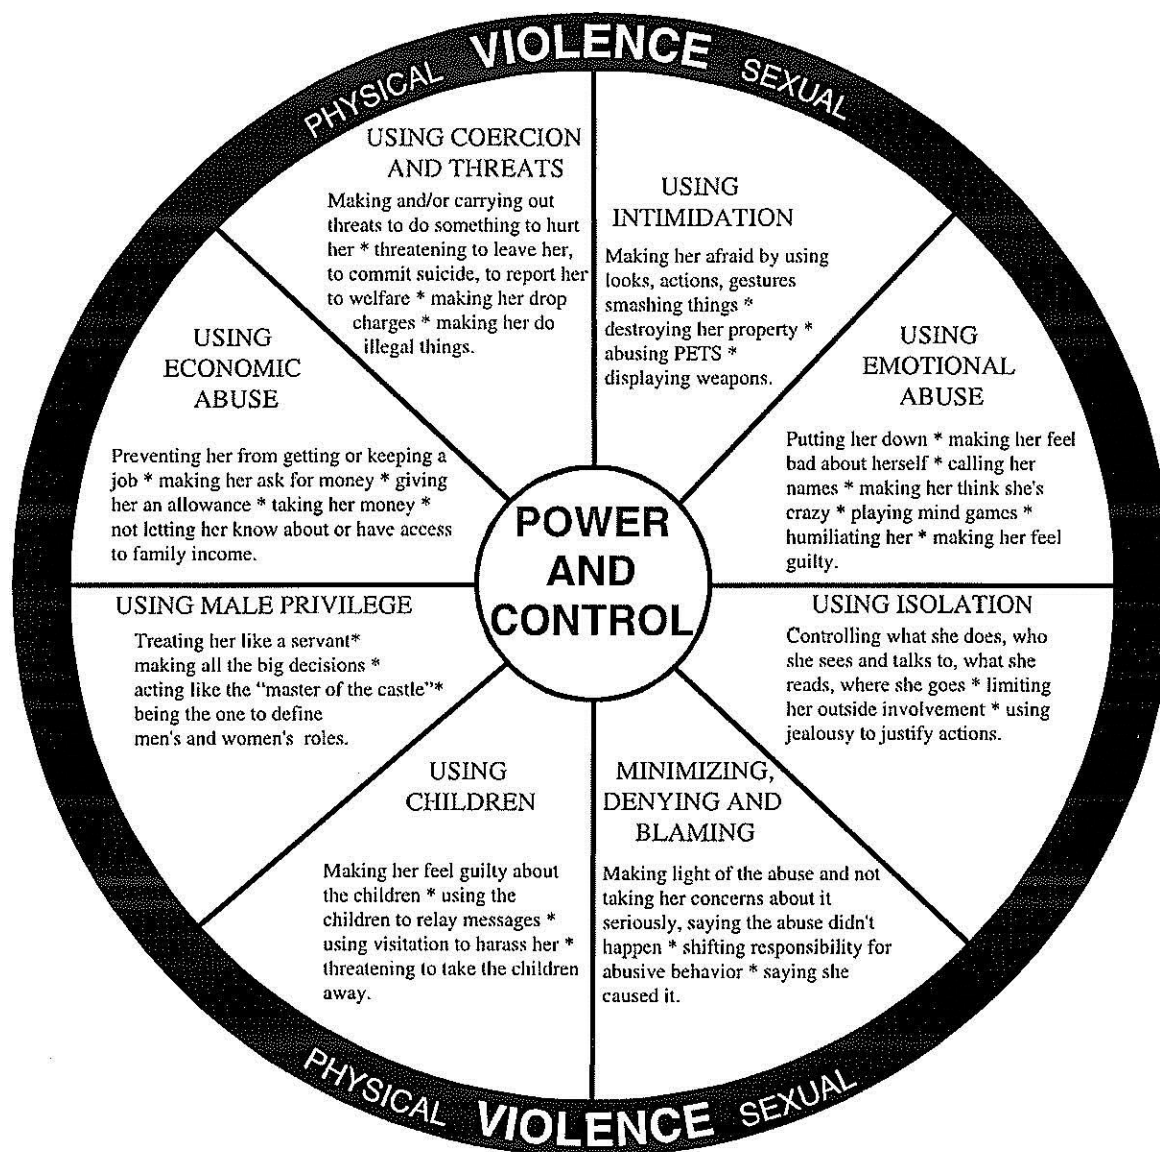 PHYSICAL VIOLENCE SEXUAL
USING COERCION
AND THREATS
Making and/or carrying out
threats to do something to hurt
her * threatening to leave her,
to commit suicide, to report her
to welfare * making her drop
charges * making her do
illegal things.
USING
INTIMIDATION
Making her afraid by using
looks, actions, gestures
smashing things *
destroying her property *
abusing PETS *
displaying weapons.
USING
ECONOMIC
ABUSE
Preventing her from getting or keeping a
job * making her ask for money * giving
her an allowance * taking her money *
not letting her know about or have access
to family income.
USING
EMOTIONAL
ABUSE
Putting her down * making her feel
bad about herself * calling her
names * making her think she's
crazy * playing mind games *
humiliating her * making her feel
guilty.
POWER
AND
CONTROL
USING MALE PRIVILEGE
Treating her like a servant*
making all the big decisions *
acting like the “master of the castle”*
being the one to define
men's and women's roles.
USING ISOLATION
Controlling what she does, who
she sees and talks to, what she
reads, where she goes * limiting
her outside involvement * using
jealousy to justify actions.
USING
CHILDREN
Making her feel guilty about
the children * using the
children to relay messages *
using visitation to harass her *
threatening to take the children
away.
MINIMIZING,
DENYING AND
BLAMING
Making light of the abuse and not
taking her concerns about it
seriously, saying the abuse didn't
happen * shifting responsibility for
abusive behavior * saying she
caused it.
PHYSICAL VIOLENCE SEXUAL